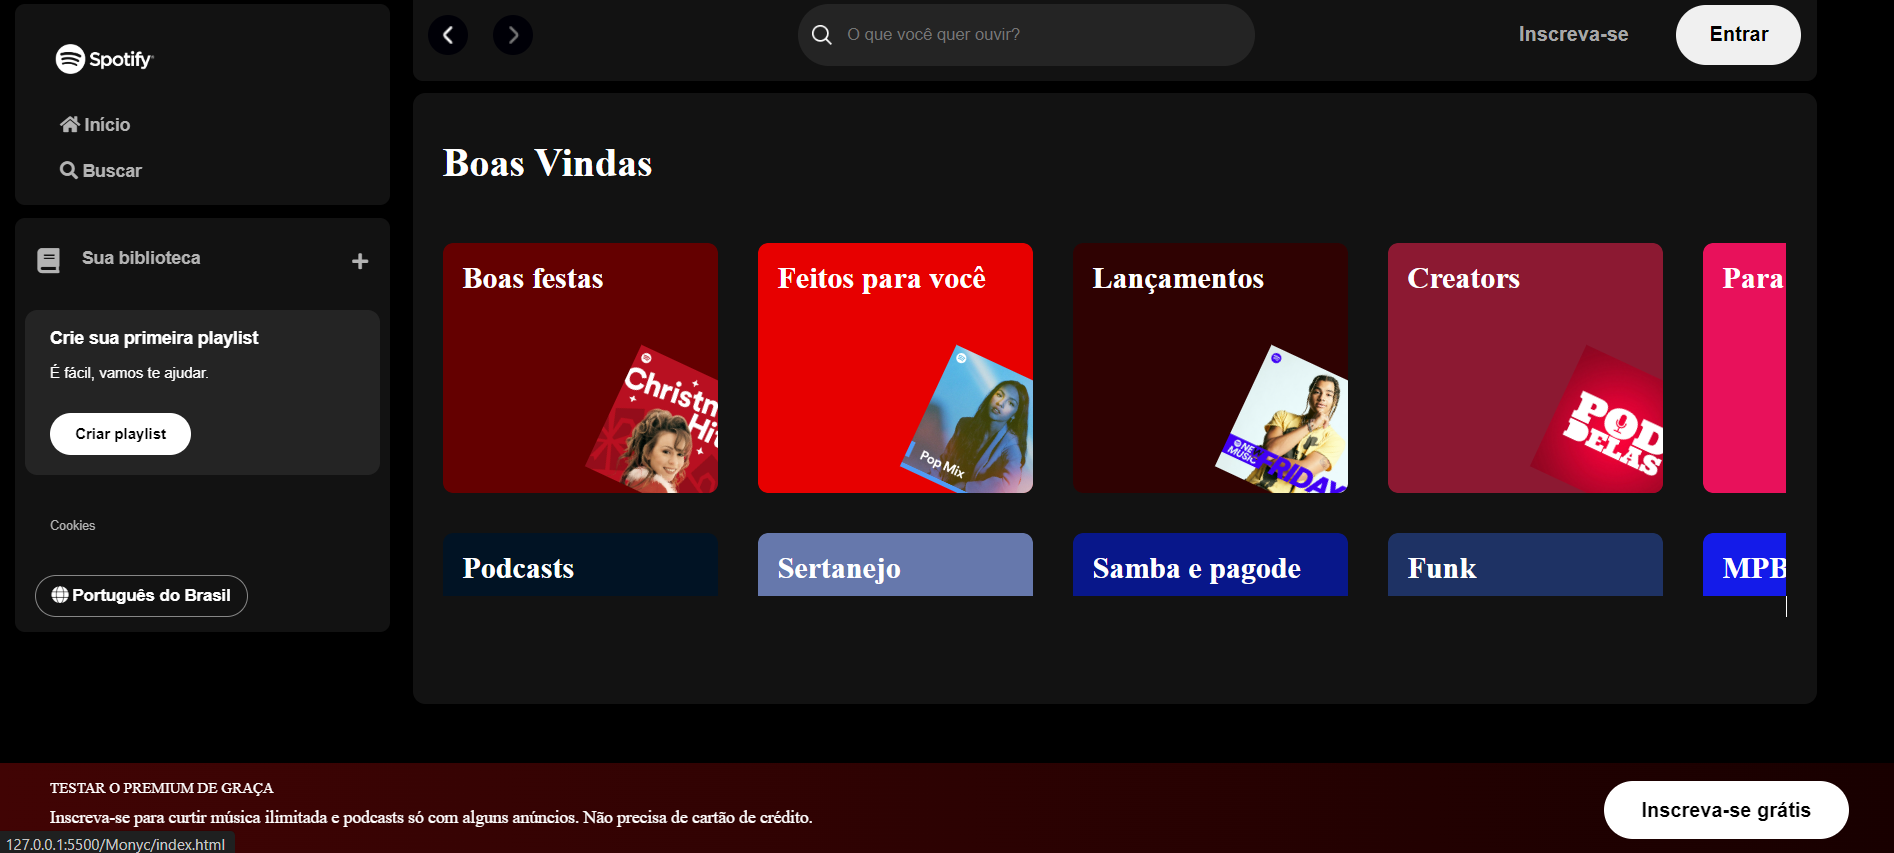 Spotify
Início
Buscar
Sua biblioteca
Crie sua primeira playlist
É fácil, vamos te ajudar.
Criar playlist
Cookies
Português do Brasil
O que você quer ouvir?
Inscreva-se
Entrar
Boas Vindas
Boas festas
Feitos para você
Lançamentos
Creators
Para
Christm
Hit
Pop Mix
NEW
MUSIC
FRIDAY
POD
DELAS
Podcasts
Sertanejo
Samba e pagode
Funk
MPB
TESTAR O PREMIUM DE GRAÇA
Inscreva-se para curtir música ilimitada e podcasts só com alguns anúncios. Não precisa de cartão de crédito.
Inscreva-se grátis
127.0.0.1:5500/Monyc/index.html